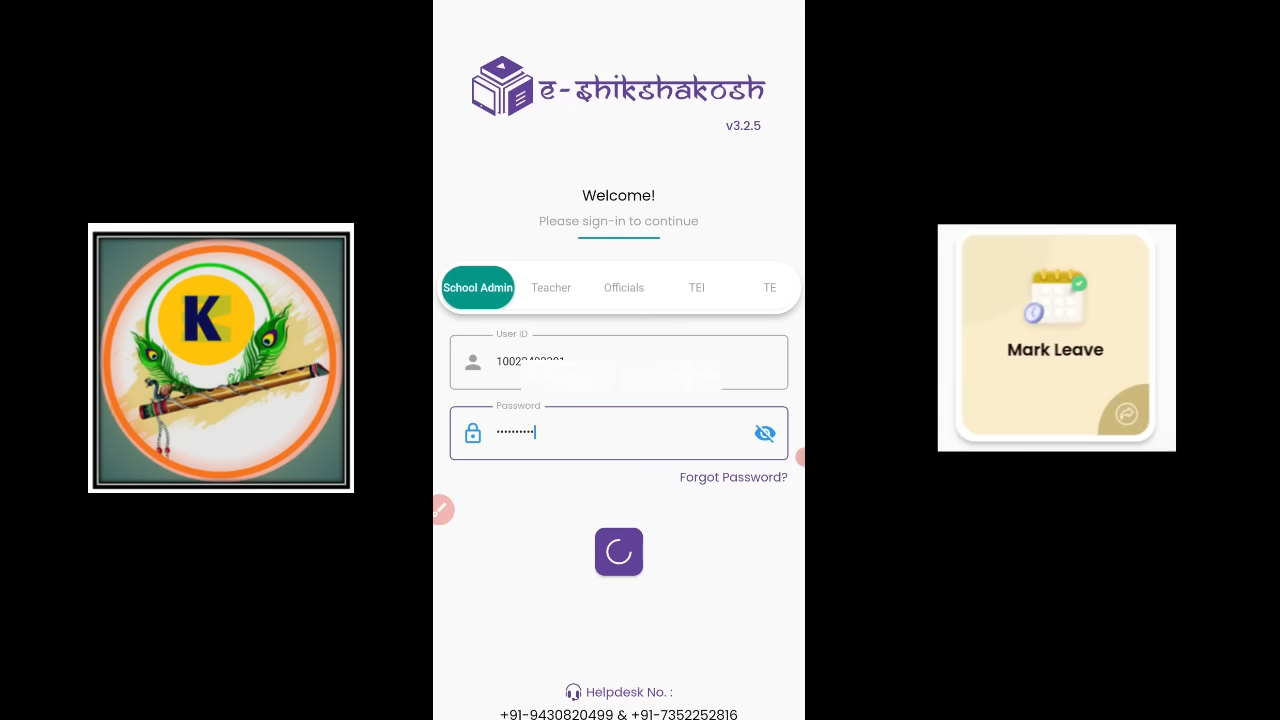 K
e-shikshakosh
v3.2.5
Welcome!
Please sign-in to continue
School Admin
Teacher
Officials
TEI
TE
User ID
Password
••••••••••
Forgot Password?
Helpdesk No. :
+91-9430820499 & +91-7352252816
Mark Leave